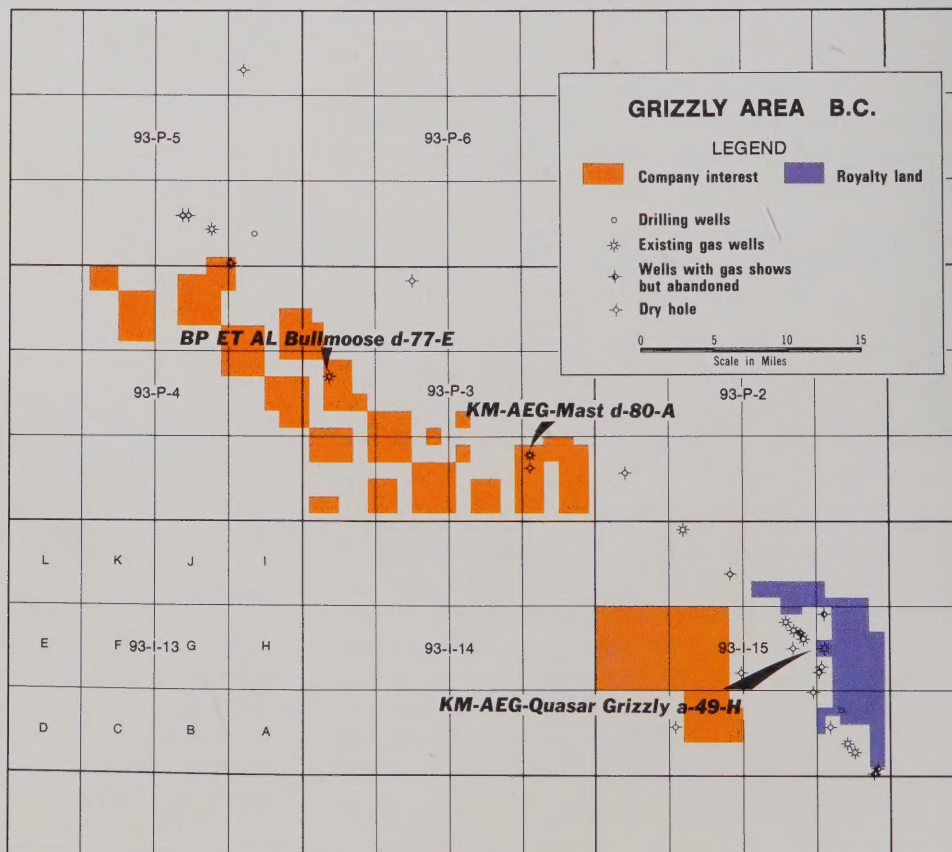 GRIZZLY AREA B.C.
LEGEND
Company interest Royalty land
Drilling wells
Existing gas wells
Wells with gas shows
but abandoned
Dry hole
0 5 10 15
Scale in Miles
93-P-5 93-P-6
BP ET AL Bullmoose d-77-E
93-P-4 93-P-3 93-P-2
KM-AEG-Mast d-80-A
L K J I
E F 93-I-13 G H 93-I-14 93-I-15
KM-AEG-Quasar Grizzly a-49-H
D C B A